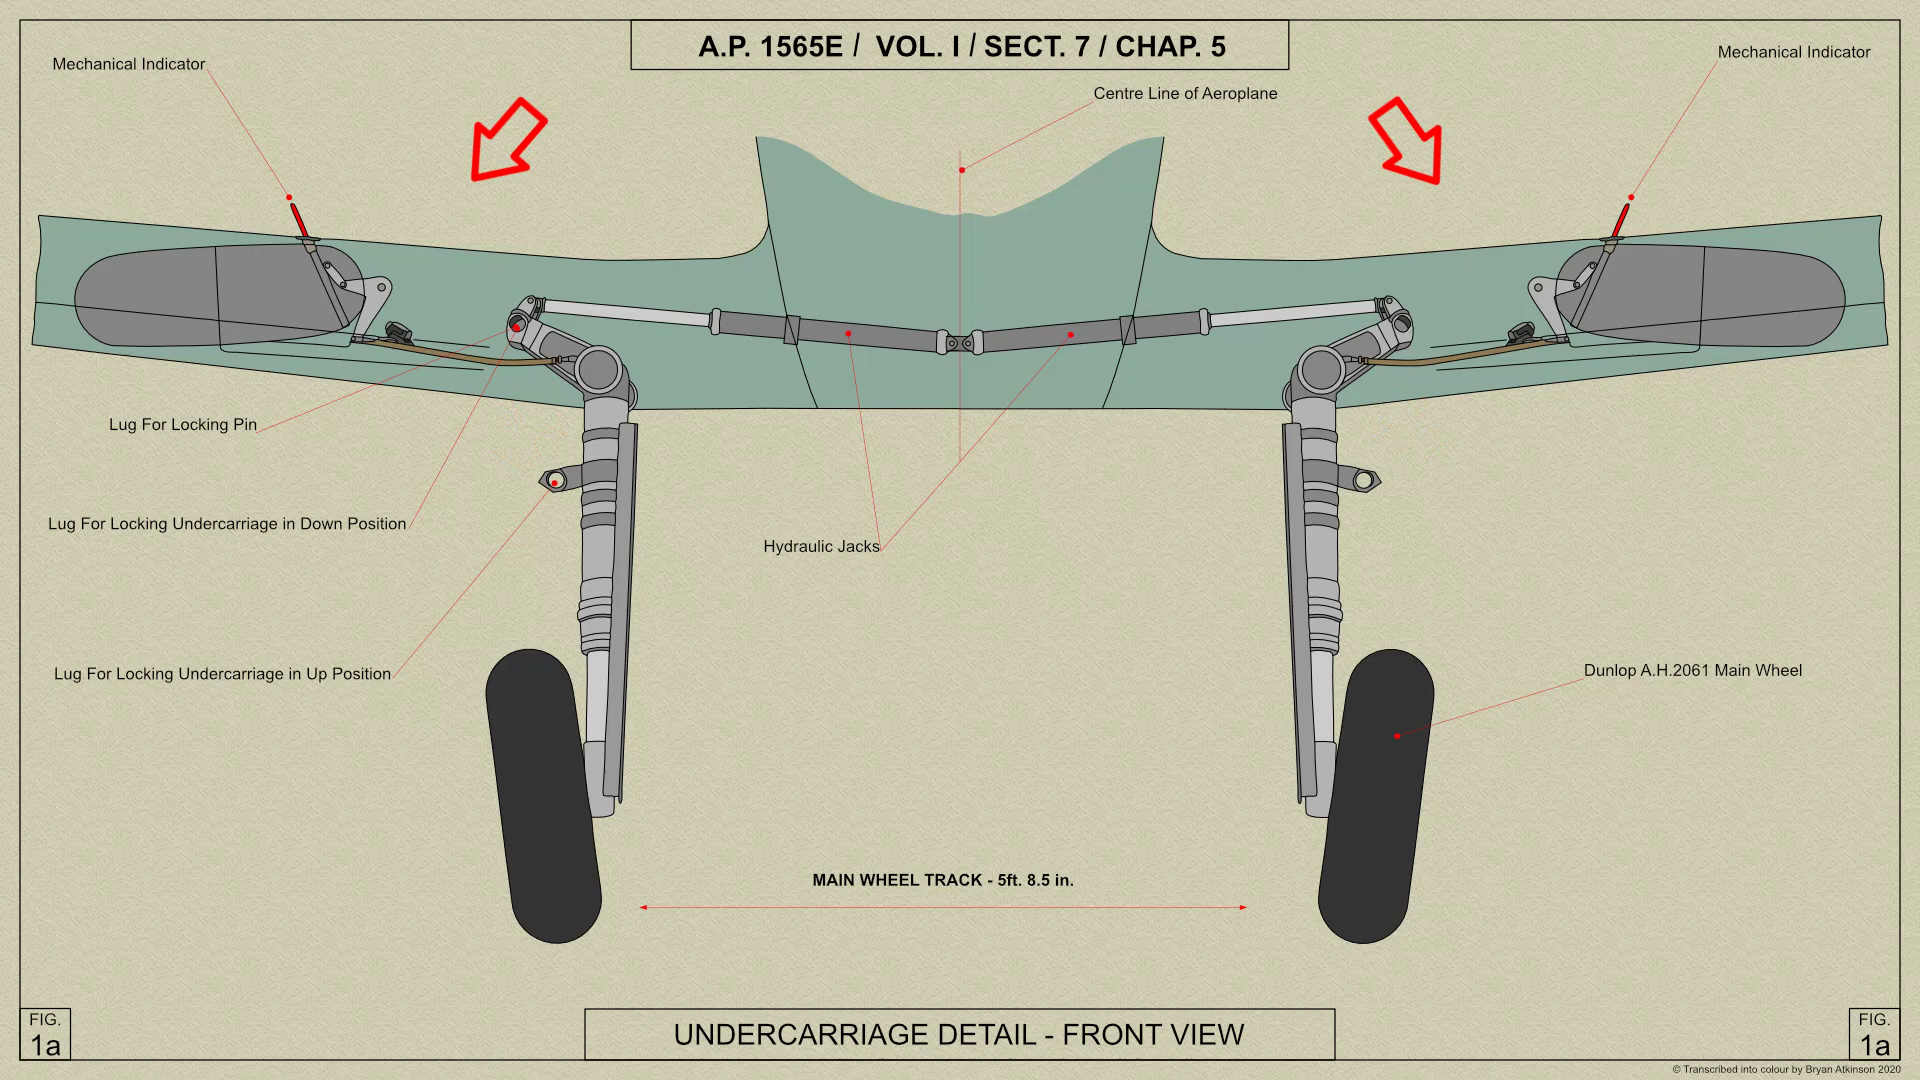 A.P. 1565E / VOL. I / SECT. 7 / CHAP. 5
Mechanical Indicator
Mechanical Indicator
Centre Line of Aeroplane
Lug For Locking Pin
Lug For Locking Undercarriage in Down Position
Hydraulic Jacks
Lug For Locking Undercarriage in Up Position
Dunlop A.H.2061 Main Wheel
MAIN WHEEL TRACK - 5ft. 8.5 in.
FIG.
1a
UNDERCARRIAGE DETAIL - FRONT VIEW
FIG.
1a
© Transcribed into colour by Bryan Atkinson 2020